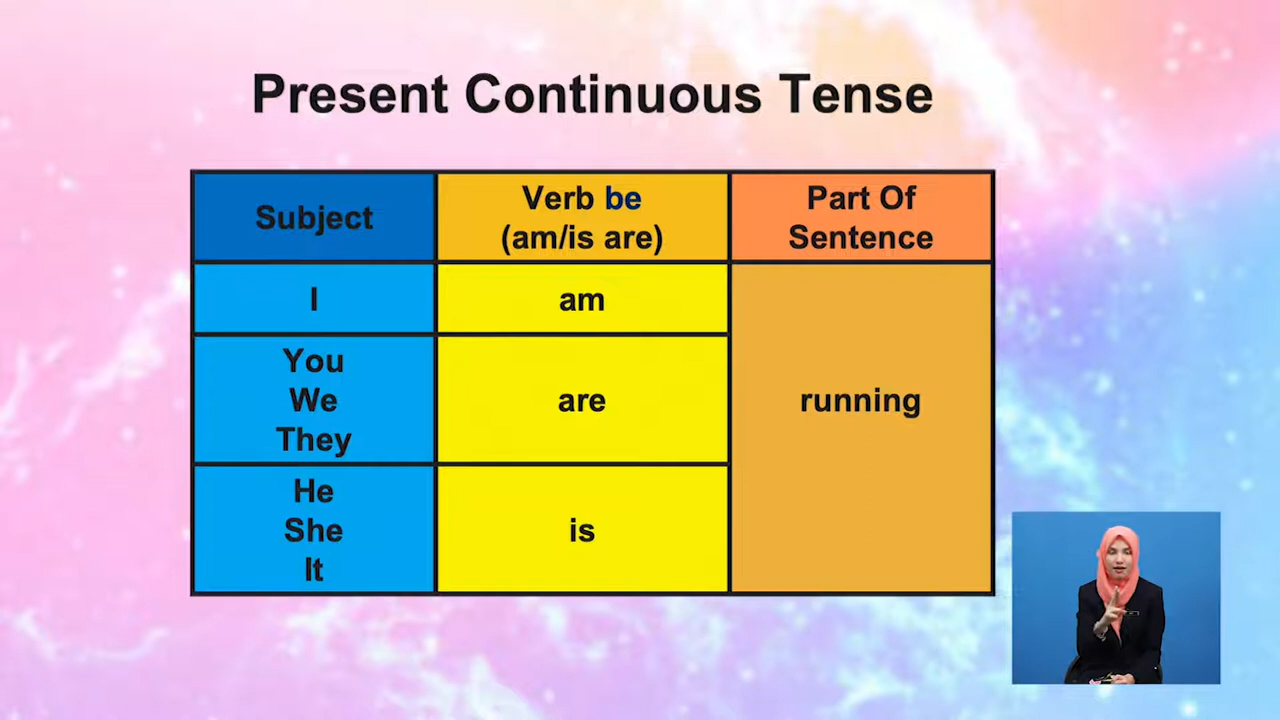 Present Continuous Tense
Subject
Verb be
(am/is are)
Part Of
Sentence
I
am
You
We
They
are
running
He
She
It
is